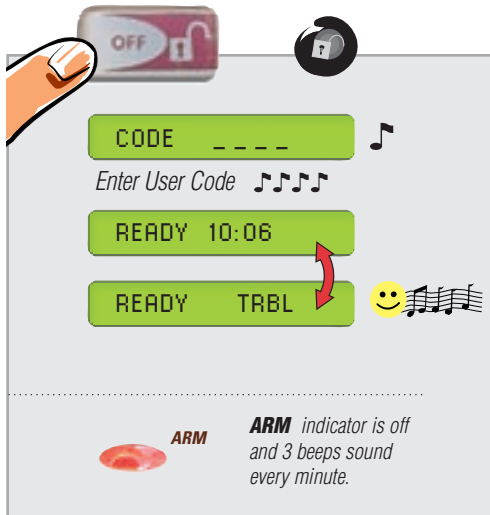 OFF
CODE _ _ _ _
Enter User Code
READY 10:06
READY TRBL
ARM
ARM indicator is off
and 3 beeps sound
every minute.